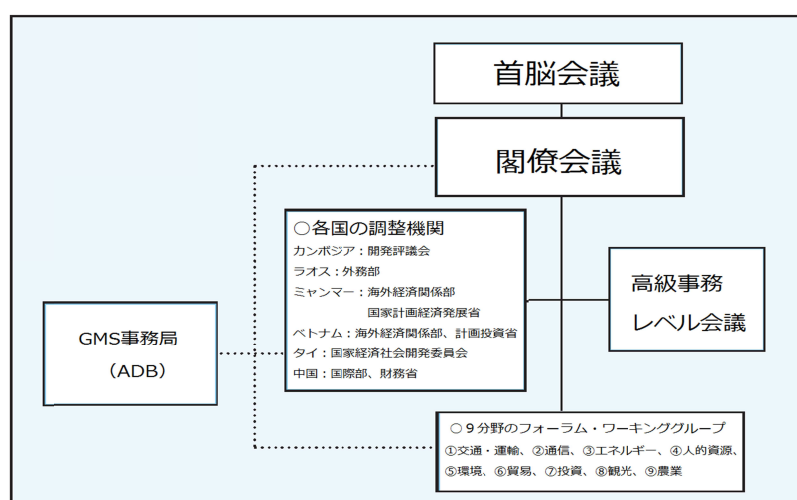 首脳会議
閣僚会議
○各国の調整機関
カンボジア：開発評議会
ラオス：外務部
ミャンマー：海外経済関係部
国家計画経済発展省
ベトナム：海外経済関係部、計画投資省
タイ：国家経済社会開発委員会
中国：国際部、財務省
高級事務
レベル会議
GMS事務局
（ADB）
○９分野のフォーラム・ワーキンググループ
①交通・運輸、②通信、③エネルギー、④人的資源、
⑤環境、⑥貿易、⑦投資、⑧観光、⑨農業